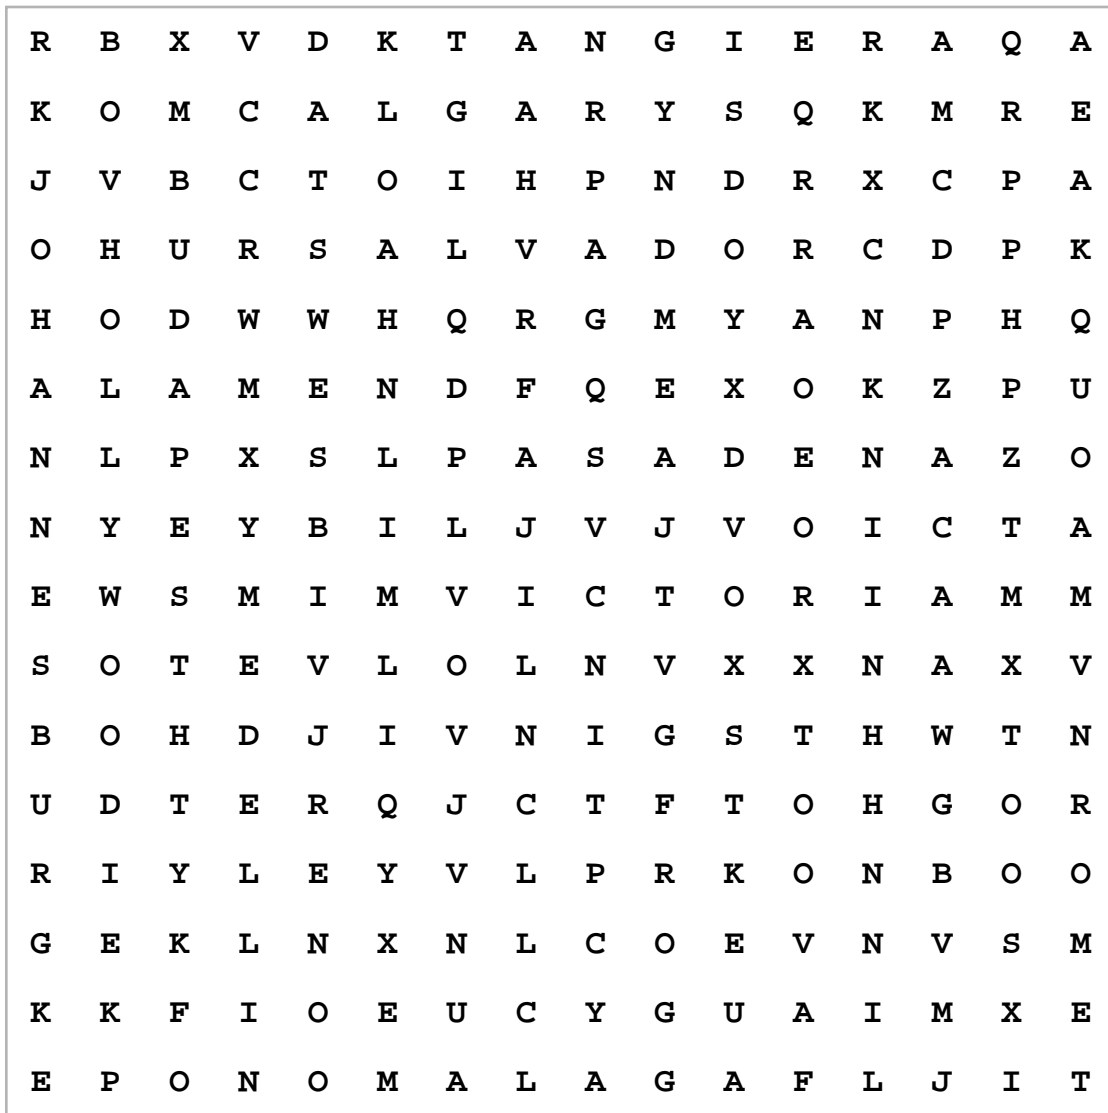 R B X V D K T A N G I E R A Q A
K O M C A L G A R Y S Q K M R E
J V B C T O I H P N D R X C P A
O H U R S A L V A D O R C D P K
H O D W W H Q R G M Y A N P H Q
A L A M E N D F Q E X O K Z P U
N L P X S L P A S A D E N A Z O
N Y E Y B I L J V J V O I C T A
E W S M I M V I C T O R I A M M
S O T E V L O L N V X X N A X V
B O H D J I V N I G S T H W T N
U D T E R Q J C T F T O H G O R
R I Y L E Y V L P R K O N B O O
G E K L N X N L C O E V N V S M
K K F I O E U C Y G U A I M X E
E P O N O M A L A G A F L J I T